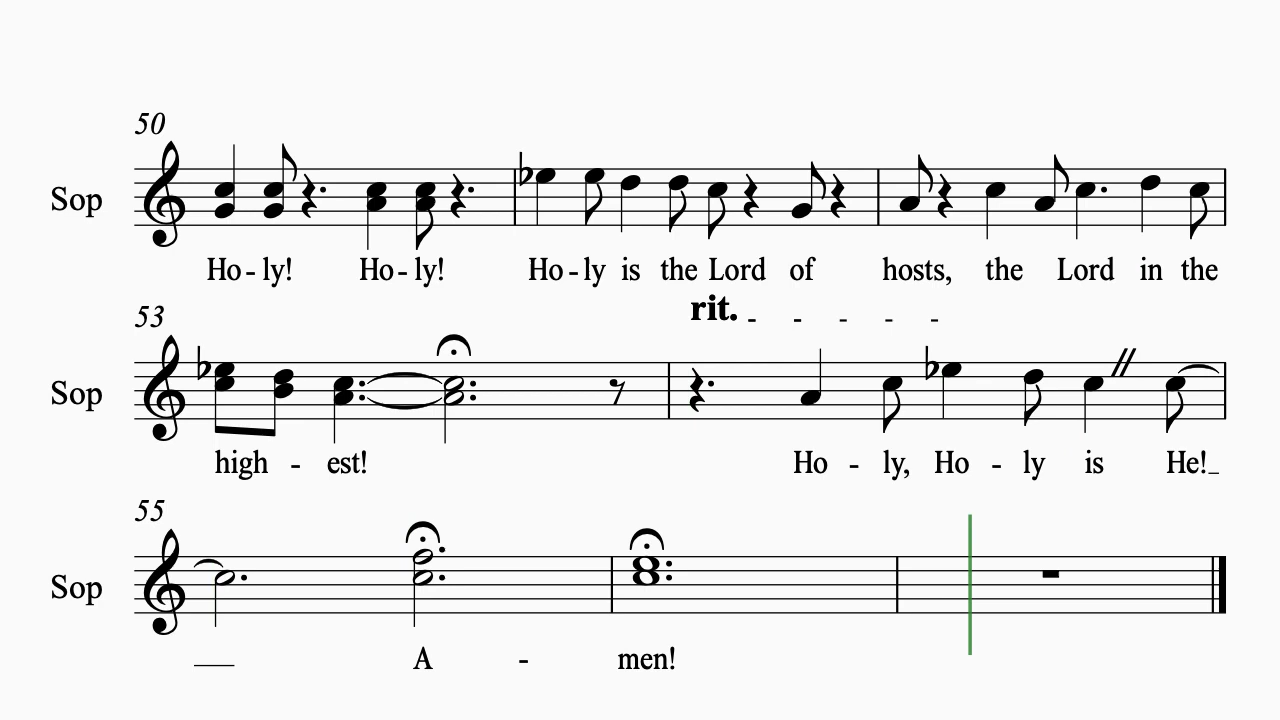 50
Sop
Ho - ly! Ho - ly! Ho - ly is the Lord of hosts, the Lord in the
rit. - - - - -
53
Sop
high - est! Ho - ly, Ho - ly is He!_
55
Sop
A - men!